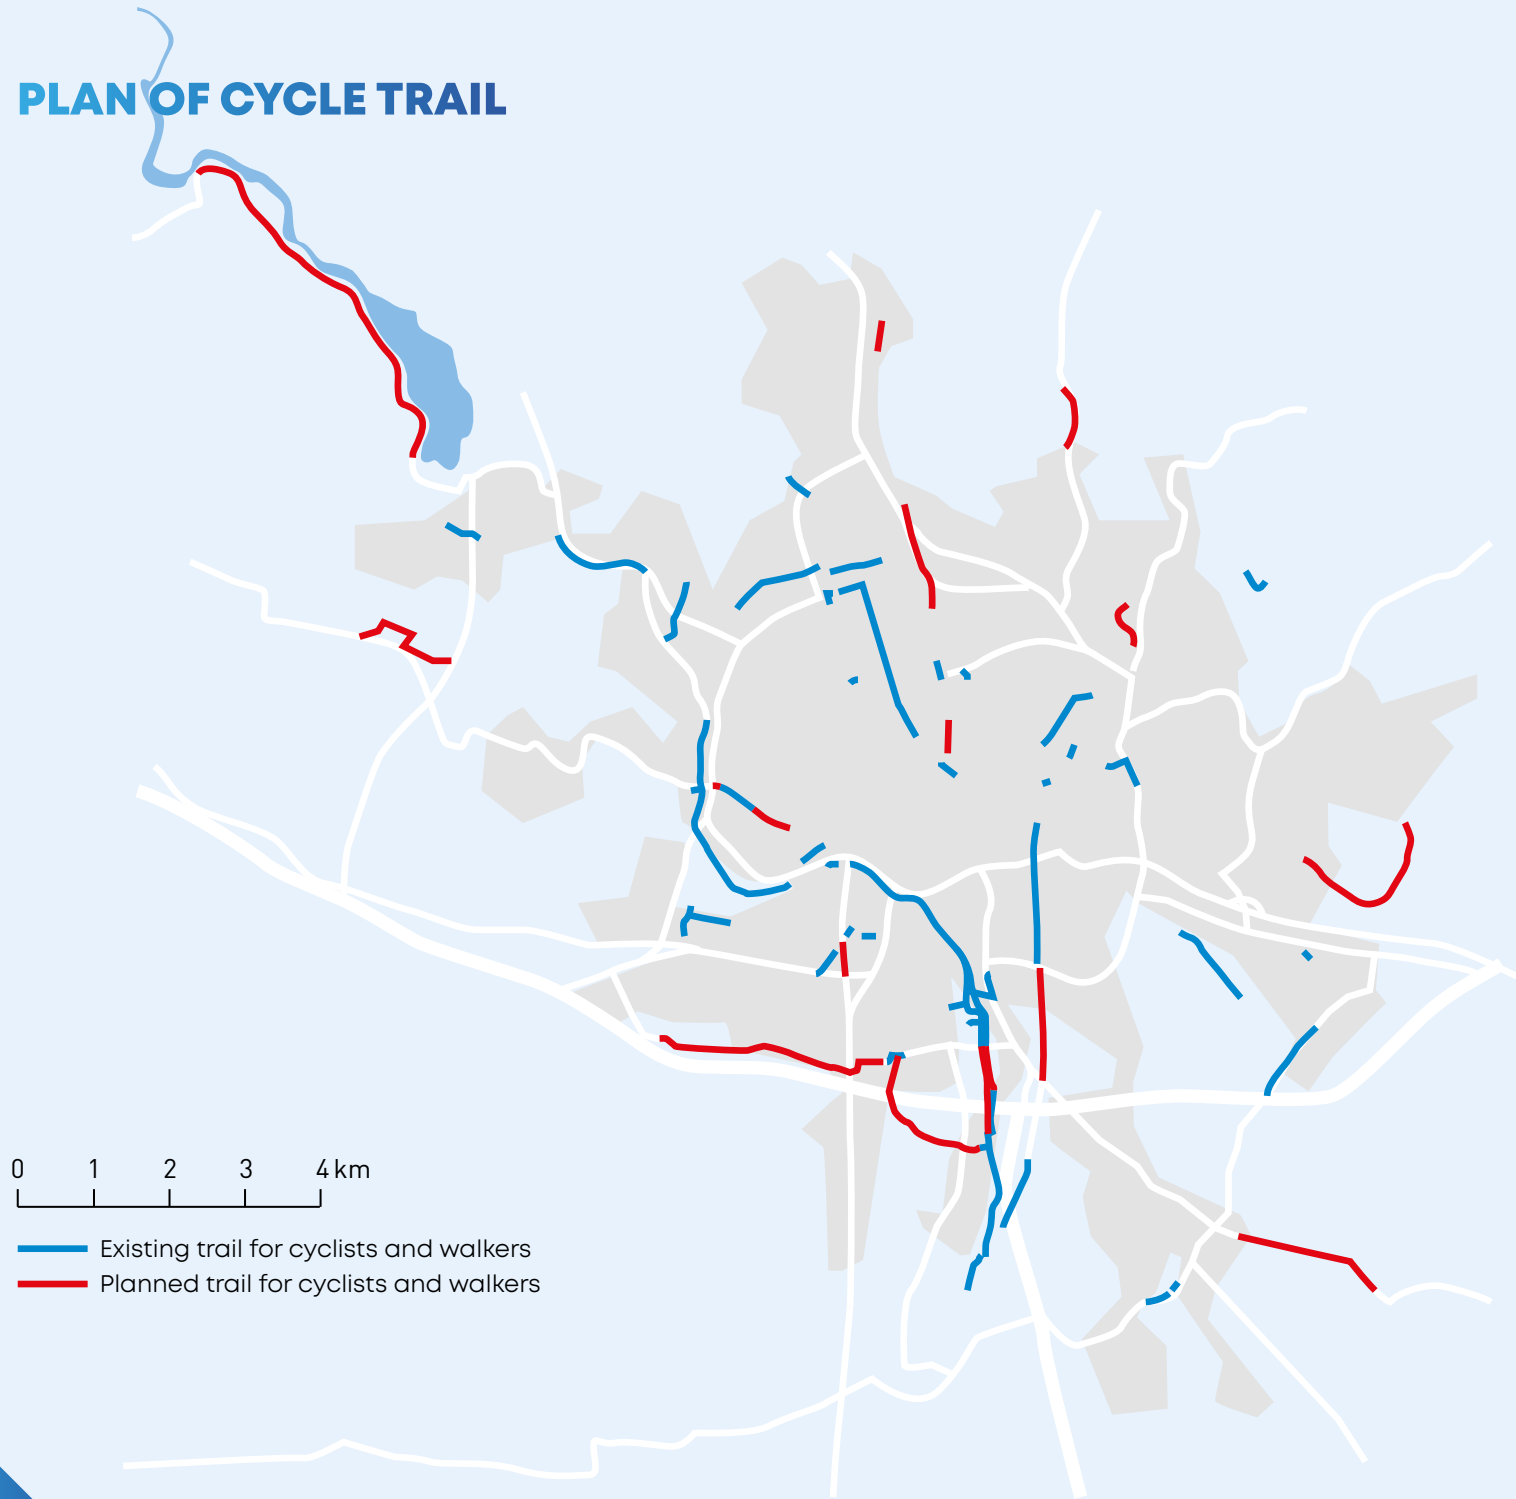 PLAN OF CYCLE TRAIL
0 1 2 3 4 km
Existing trail for cyclists and walkers
Planned trail for cyclists and walkers